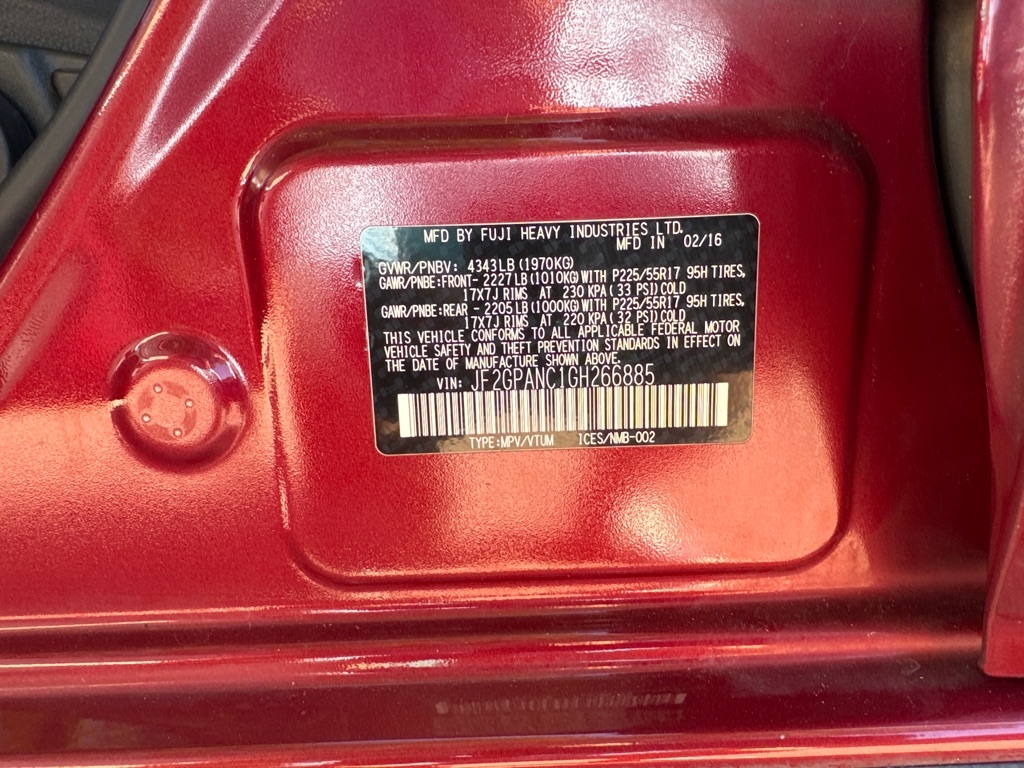 MFD BY FUJI HEAVY INDUSTRIES LTD.
MFD IN 02/16
GVWR/PNBV: 4343LB(1970KG)
GAWR/PNBE:FRONT- 2227LB(1010KG)WITH P225/55R17 95H TIRES,
17X7J RIMS AT 230 KPA(33 PSI)COLD
GAWR/PNBE:REAR - 2205LB(1000KG)WITH P225/55R17 95H TIRES,
17X7J RIMS AT 220 KPA(32 PSI)COLD
THIS VEHICLE CONFORMS TO ALL APPLICABLE FEDERAL MOTOR
VEHICLE SAFETY AND THEFT PREVENTION STANDARDS IN EFFECT ON
THE DATE OF MANUFACTURE SHOWN ABOVE.
VIN: JF2GPANC1GH266885
TYPE:MPV/VTUM ICES/NMB-002